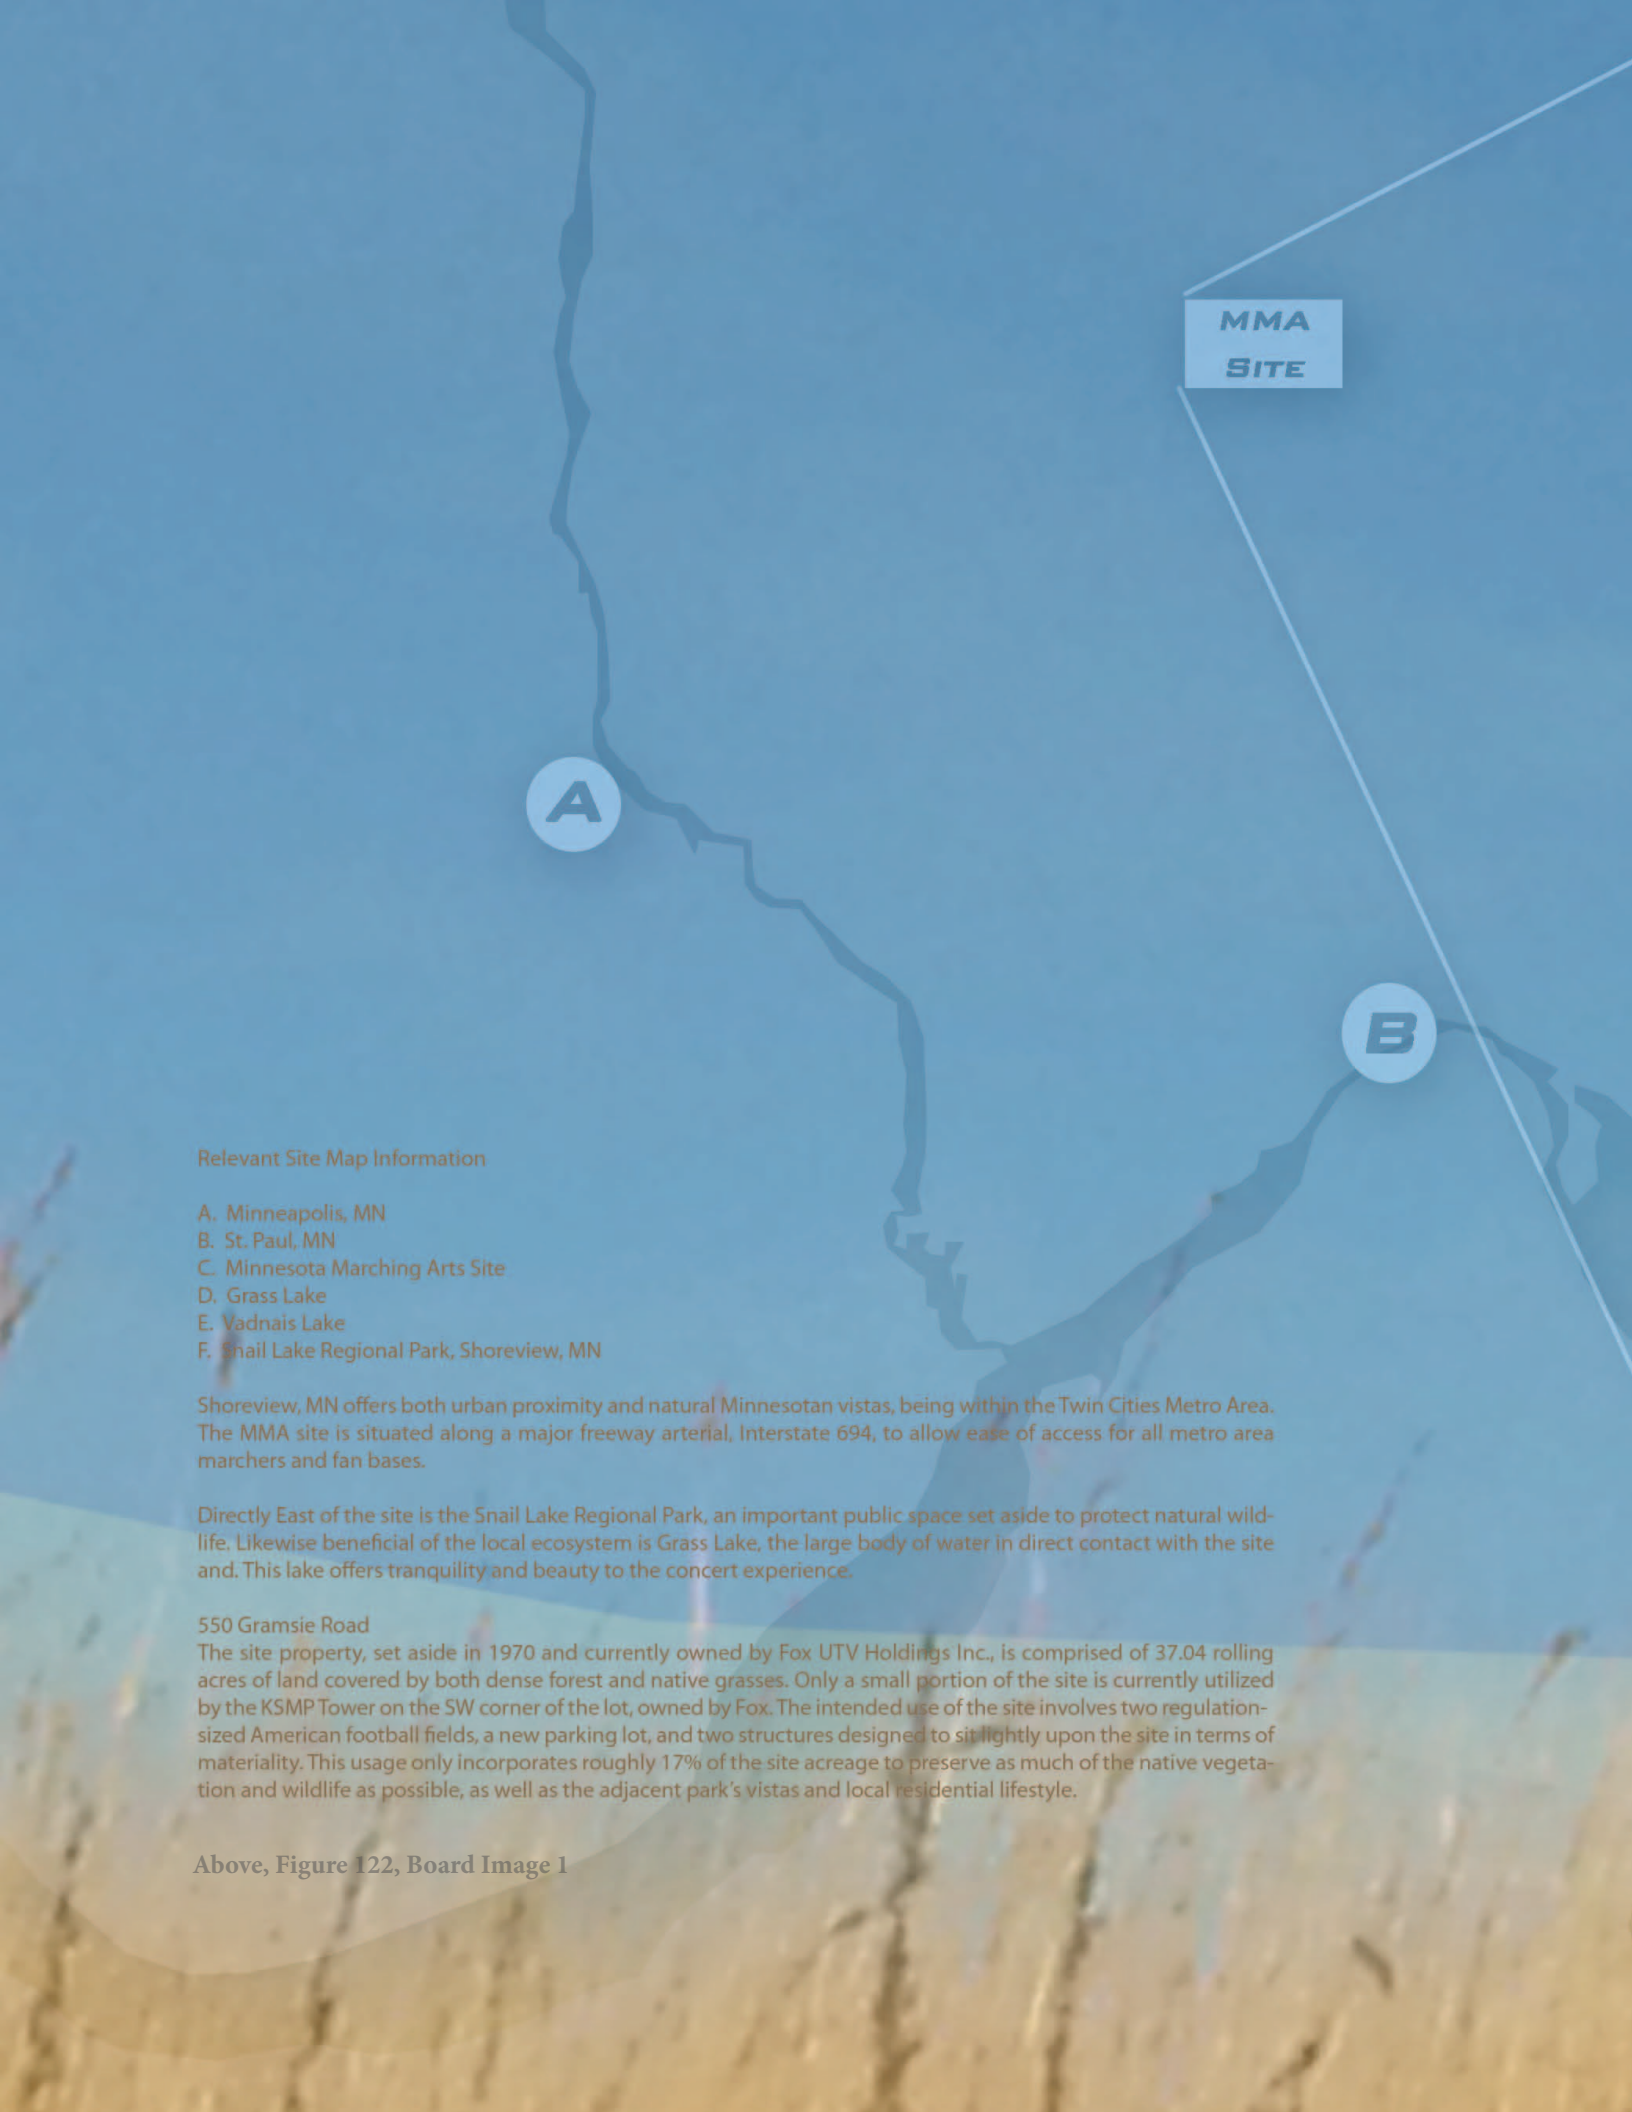 MMA
SITE
A
B
Relevant Site Map Information
A. Minneapolis, MN
B. St. Paul, MN
C. Minnesota Marching Arts Site
D. Grass Lake
E. Vadnais Lake
F. Snail Lake Regional Park, Shoreview, MN
Shoreview, MN offers both urban proximity and natural Minnesotan vistas, being within the Twin Cities Metro Area.
The MMA site is situated along a major freeway arterial, Interstate 694, to allow ease of access for all metro area
marchers and fan bases.
Directly East of the site is the Snail Lake Regional Park, an important public space set aside to protect natural wild-
life. Likewise beneficial of the local ecosystem is Grass Lake, the large body of water in direct contact with the site
and. This lake offers tranquility and beauty to the concert experience.
550 Gramsie Road
The site property, set aside in 1970 and currently owned by Fox UTV Holdings Inc., is comprised of 37.04 rolling
acres of land covered by both dense forest and native grasses. Only a small portion of the site is currently utilized
by the KSMP Tower on the SW corner of the lot, owned by Fox. The intended use of the site involves two regulation-
sized American football fields, a new parking lot, and two structures designed to sit lightly upon the site in terms of
materiality. This usage only incorporates roughly 17% of the site acreage to preserve as much of the native vegeta-
tion and wildlife as possible, as well as the adjacent park's vistas and local residential lifestyle.
Above, Figure 122, Board Image 1